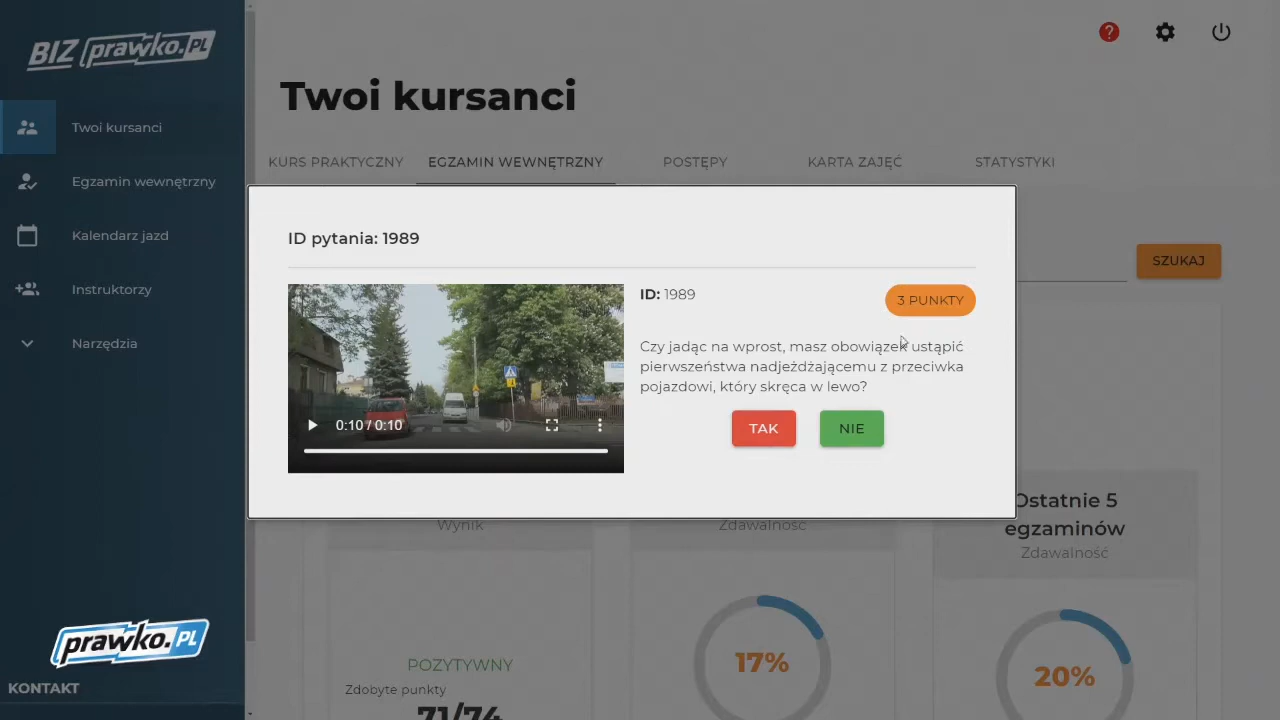 BIZ prawko.PL
Twoi kursanci
Egzamin wewnętrzny
Kalendarz jazd
Instruktorzy
Narzędzia
prawko.PL
KONTAKT
?
Twoi kursanci
KURS PRAKTYCZNY EGZAMIN WEWNĘTRZNY POSTĘPY KARTA ZAJĘĆ STATYSTYKI
SZUKAJ
ID pytania: 1989
0:10 / 0:10
ID: 1989
3 PUNKTY
Czy jadąc na wprost, masz obowiązek ustąpić
pierwszeństwa nadjeżdżającemu z przeciwka
pojazdowi, który skręca w lewo?
TAK NIE
Wynik
Zdawalność
Ostatnie 5
egzaminów
Zdawalność
POZYTYWNY
Zdobyte punkty
71/74
17%
20%